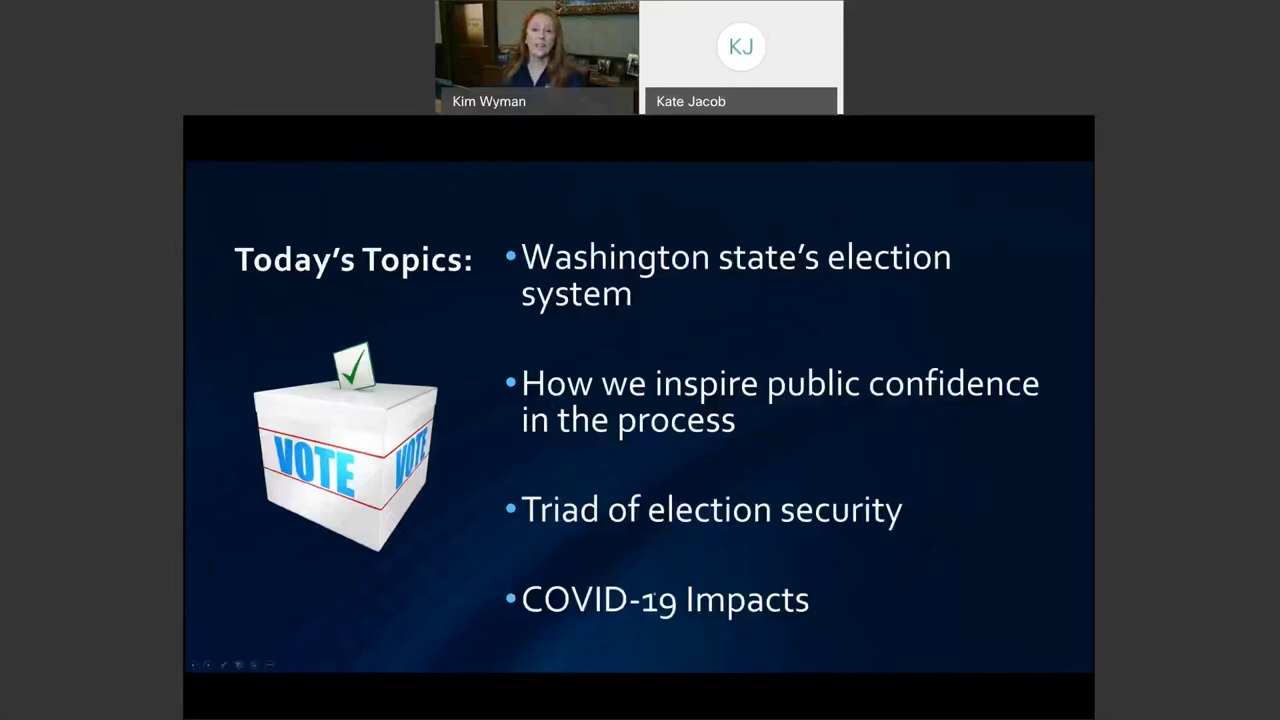 KJ
Kim Wyman
Kate Jacob
Today's Topics:
•Washington state's election
system
•How we inspire public confidence
in the process
•Triad of election security
•COVID-19 Impacts
VOTE
VOTE